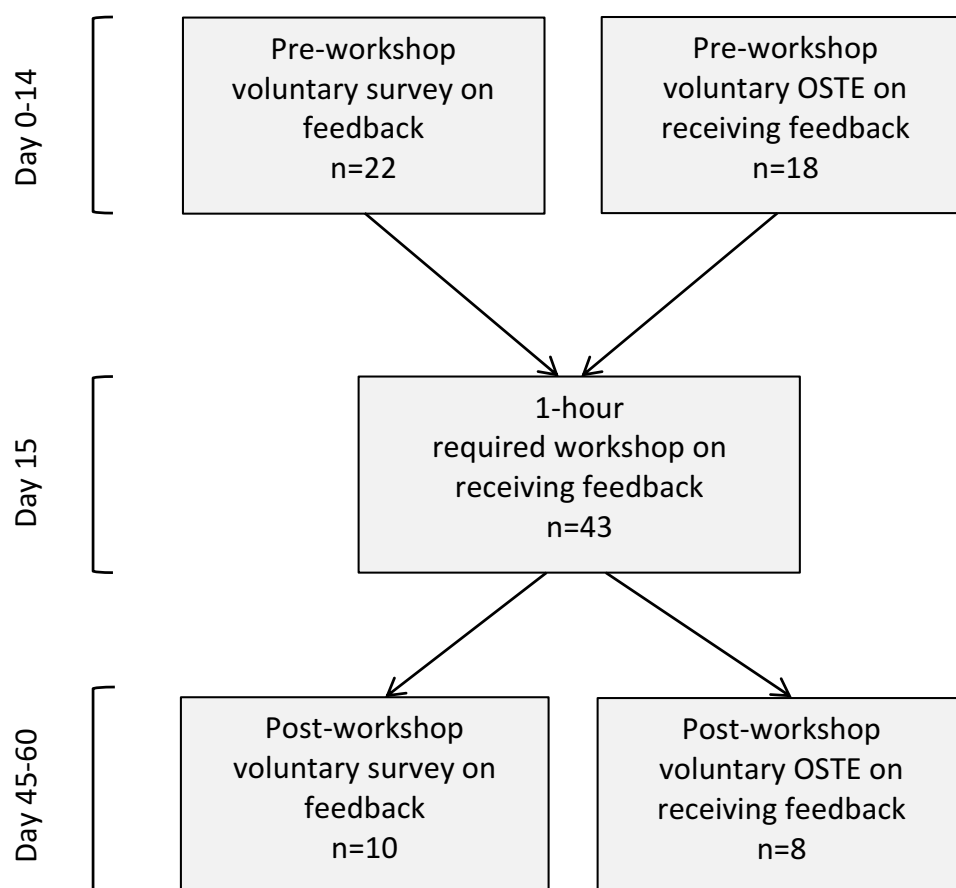 Day 0-14
Pre-workshop
voluntary survey on
feedback
n=22
Pre-workshop
voluntary OSTE on
receiving feedback
n=18
Day 15
1-hour
required workshop on
receiving feedback
n=43
Day 45-60
Post-workshop
voluntary survey on
feedback
n=10
Post-workshop
voluntary OSTE on
receiving feedback
n=8